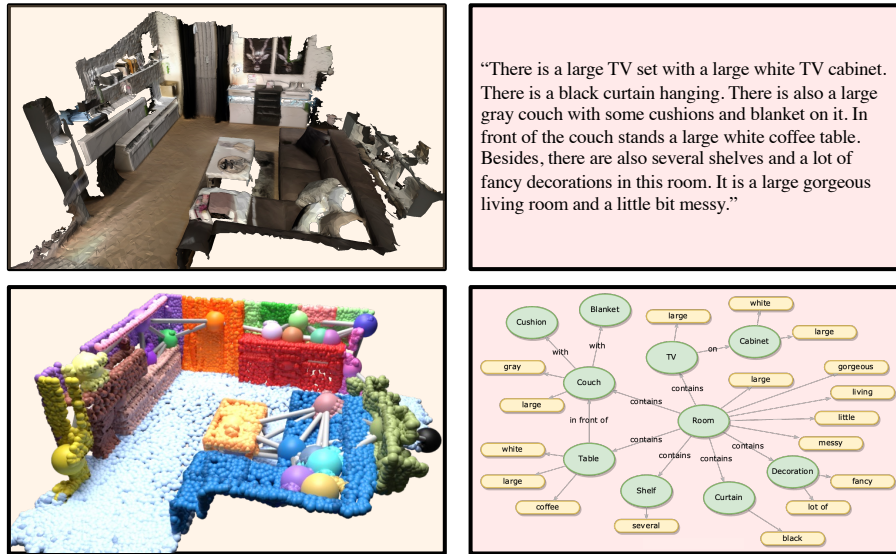 “There is a large TV set with a large white TV cabinet.
There is a black curtain hanging. There is also a large
gray couch with some cushions and blanket on it. In
front of the couch stands a large white coffee table.
Besides, there are also several shelves and a lot of
fancy decorations in this room. It is a large gorgeous
living room and a little bit messy.”
Blanket
white
Cushion
large
large
with
with
TV
on
Cabinet
gray
Couch
contains
large
gorgeous
large
contains
living
in front of
Room
little
white
contains
contains
messy
Table
contains
contains
large
Decoration
fancy
Shelf
Curtain
coffee
lot of
several
black